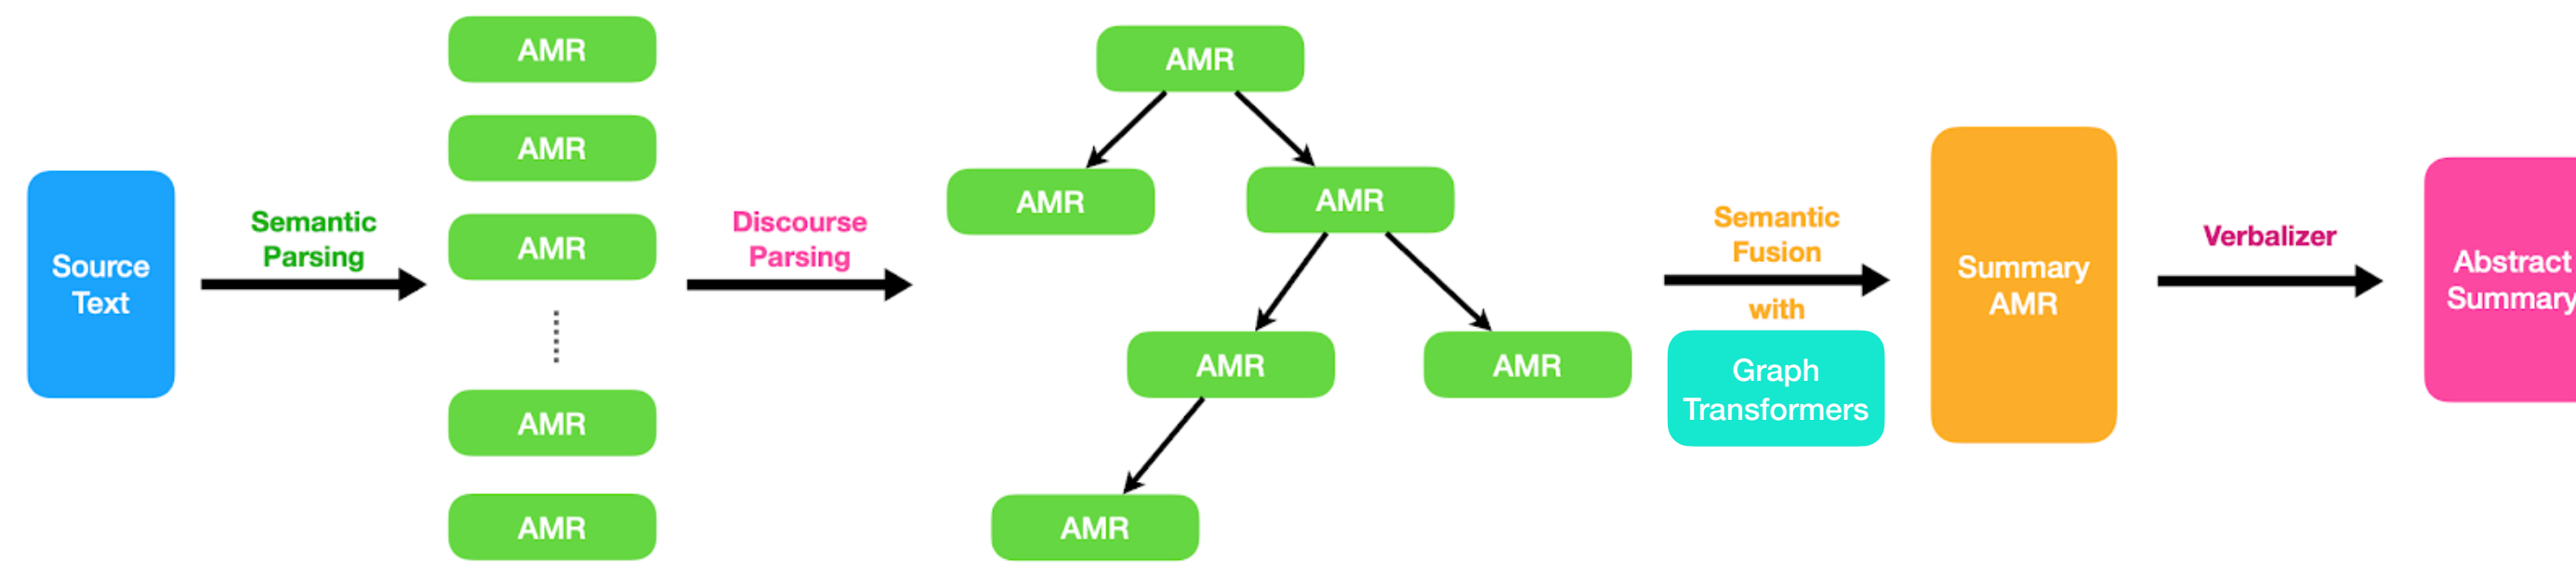 Source
Text
Semantic
Parsing
AMR
AMR
AMR
AMR
AMR
Discourse
Parsing
AMR
AMR
AMR
AMR
AMR
AMR
Semantic
Fusion
with
Graph
Transformers
Summary
AMR
Verbalizer
Abstract
Summary